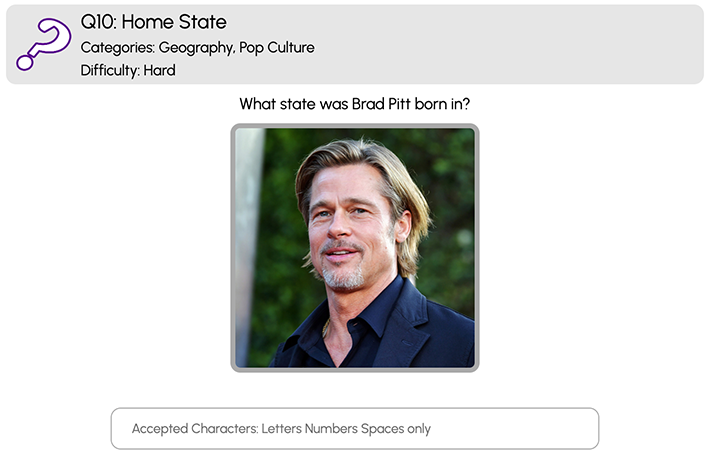 Q10: Home State
Categories: Geography, Pop Culture
Difficulty: Hard
What state was Brad Pitt born in?
Accepted Characters: Letters Numbers Spaces only